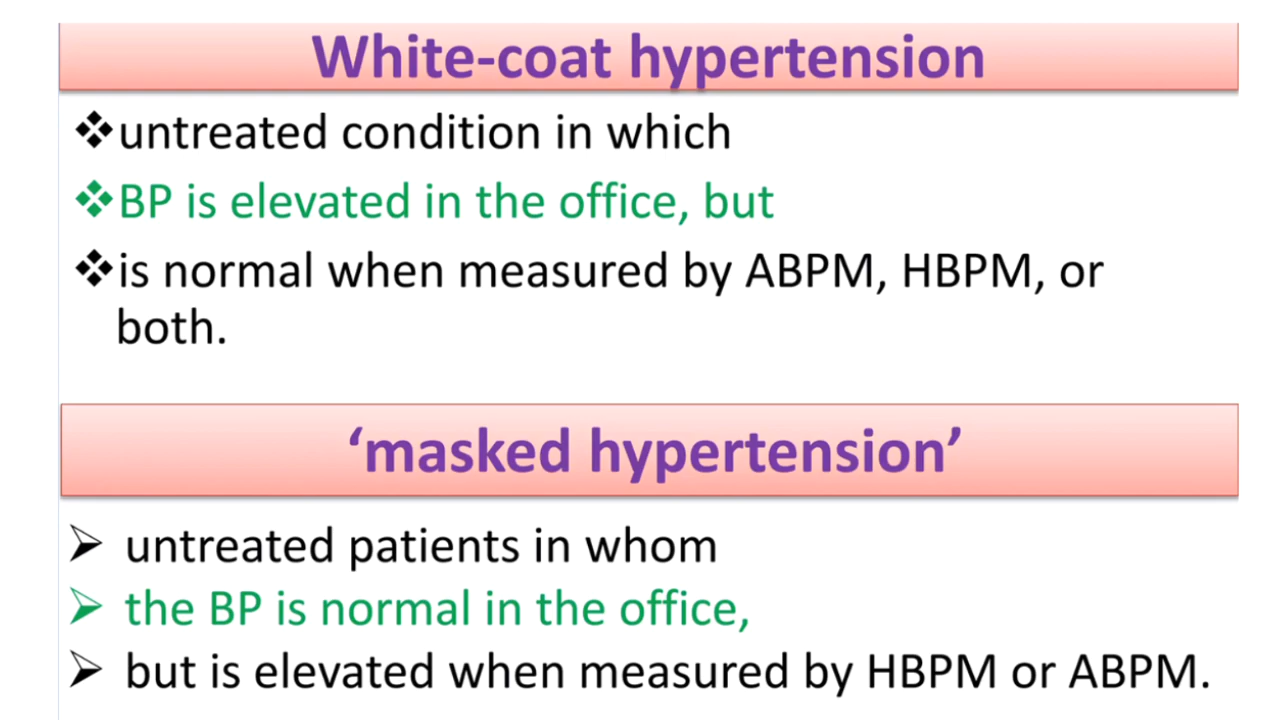 White-coat hypertension
❖untreated condition in which
❖BP is elevated in the office, but
❖is normal when measured by ABPM, HBPM, or
both.
‘masked hypertension’
➢ untreated patients in whom
➢ the BP is normal in the office,
➢ but is elevated when measured by HBPM or ABPM.